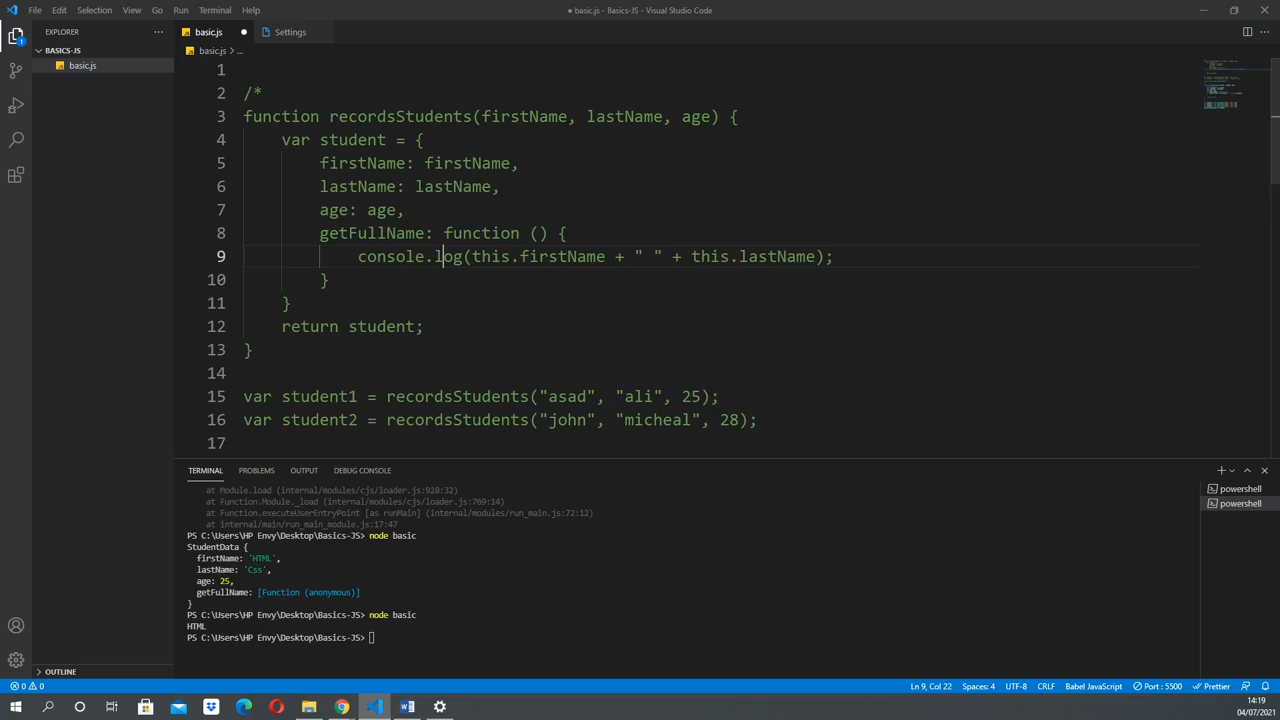 File Edit Selection View Go Run Terminal Help
● basic.js - Basics-JS - Visual Studio Code
EXPLORER
BASICS-JS
basic.js
OUTLINE
basic.js
Settings
basic.js > ...
1
2 /*
3 function recordsStudents(firstName, lastName, age) {
4 var student = {
5 firstName: firstName,
6 lastName: lastName,
7 age: age,
8 getFullName: function () {
9 console.log(this.firstName + " " + this.lastName);
10 }
11 }
12 return student;
13 }
14
15 var student1 = recordsStudents("asad", "ali", 25);
16 var student2 = recordsStudents("john", "micheal", 28);
17
TERMINAL PROBLEMS OUTPUT DEBUG CONSOLE
at Module.load (internal/modules/cjs/loader.js:928:32)
at Function.Module._load (internal/modules/cjs/loader.js:769:14)
at Function.executeUserEntryPoint [as runMain] (internal/modules/run_main.js:72:12)
at internal/main/run_main_module.js:17:47
PS C:\Users\HP Envy\Desktop\Basics-JS> node basic
StudentData {
firstName: 'HTML',
lastName: 'Css',
age: 25,
getFullName: [Function (anonymous)]
}
PS C:\Users\HP Envy\Desktop\Basics-JS> node basic
HTML
PS C:\Users\HP Envy\Desktop\Basics-JS>
powershell
powershell
0 0
Ln 9, Col 22 Spaces: 4 UTF-8 CRLF Babel JavaScript Port : 5500 Prettier
14:19
04/07/2021